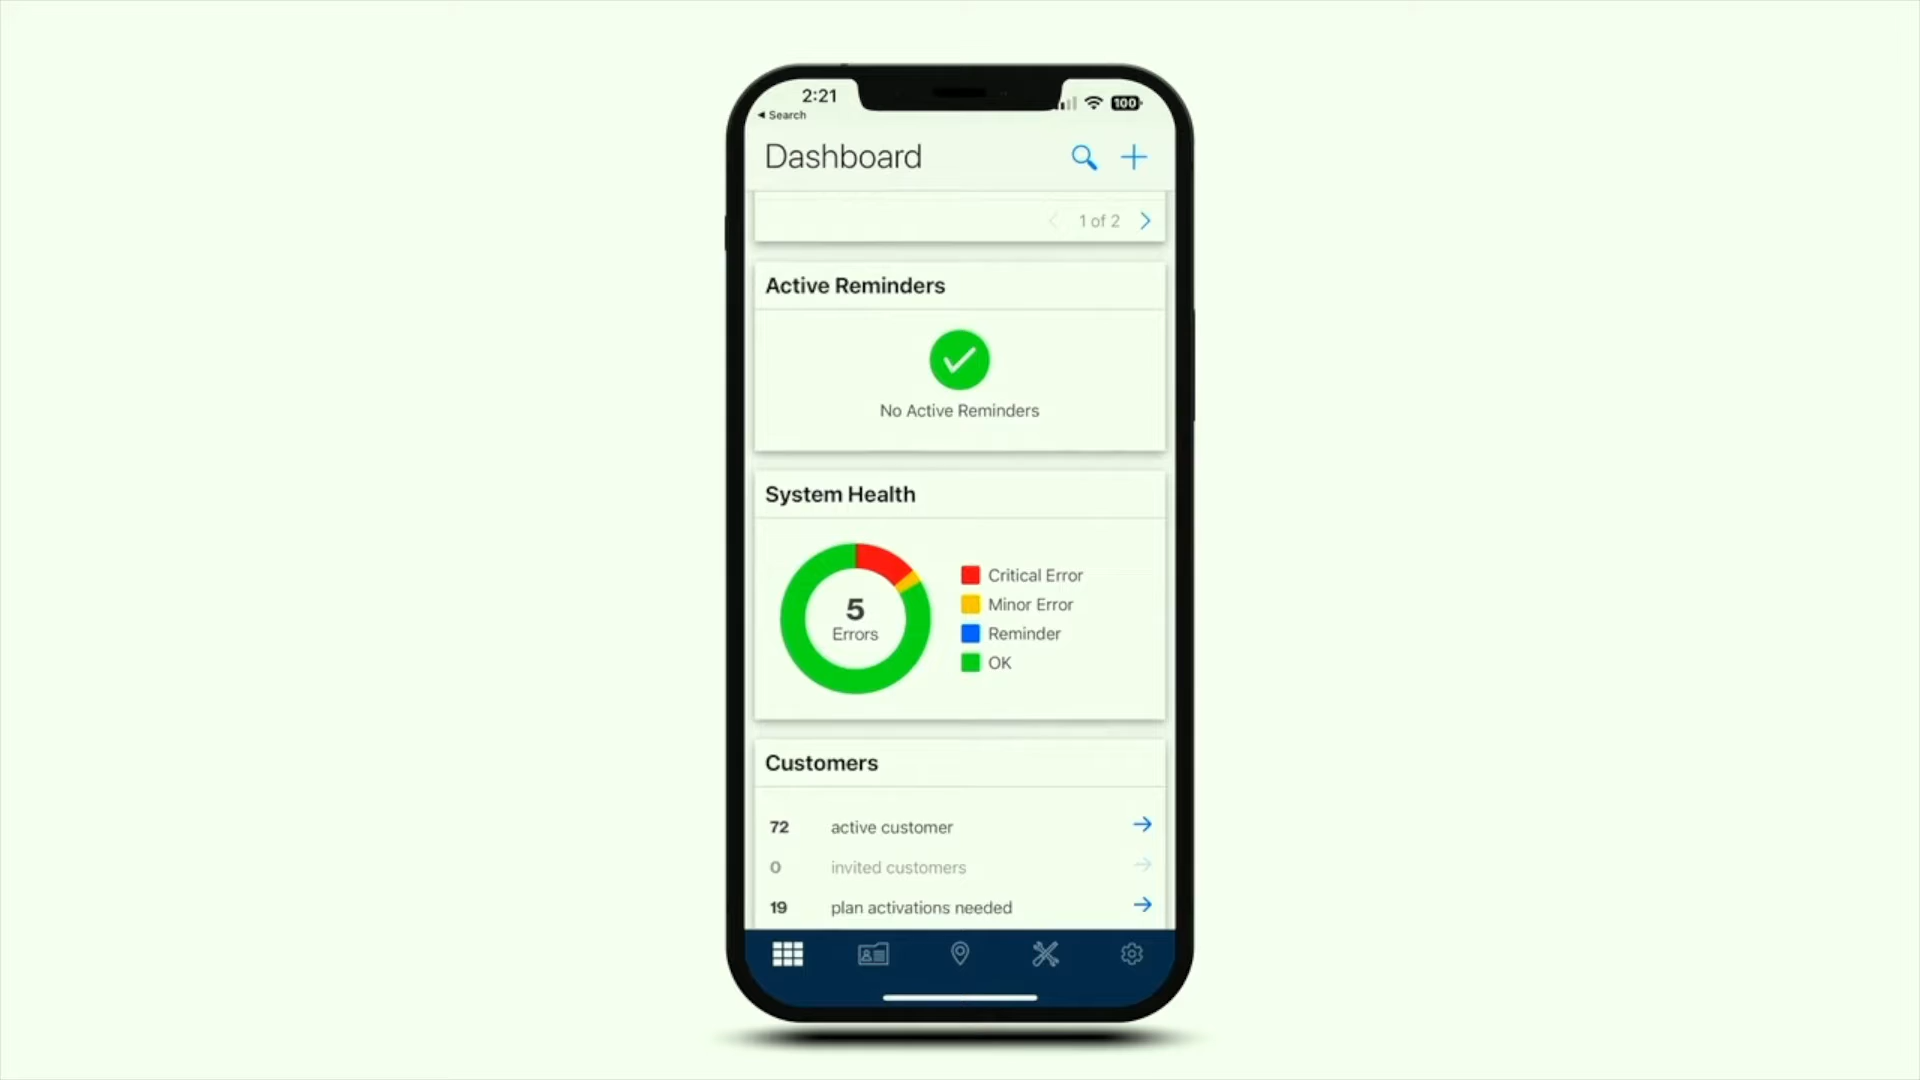 2:21
100
Search
Dashboard
1 of 2
Active Reminders
No Active Reminders
System Health
5
Errors
Critical Error
Minor Error
Reminder
OK
Customers
72 active customer
0 invited customers
19 plan activations needed